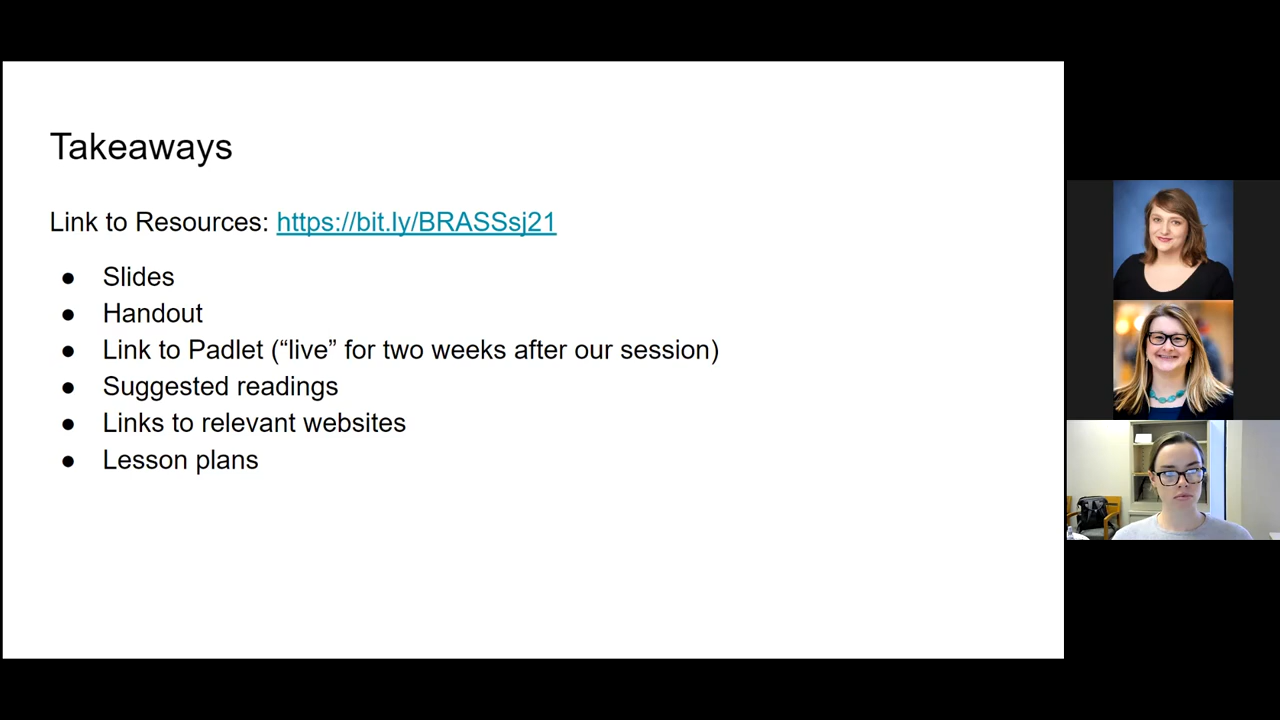 Takeaways
Link to Resources: https://bit.ly/BRASSsj21
● Slides
● Handout
● Link to Padlet (“live” for two weeks after our session)
● Suggested readings
● Links to relevant websites
● Lesson plans